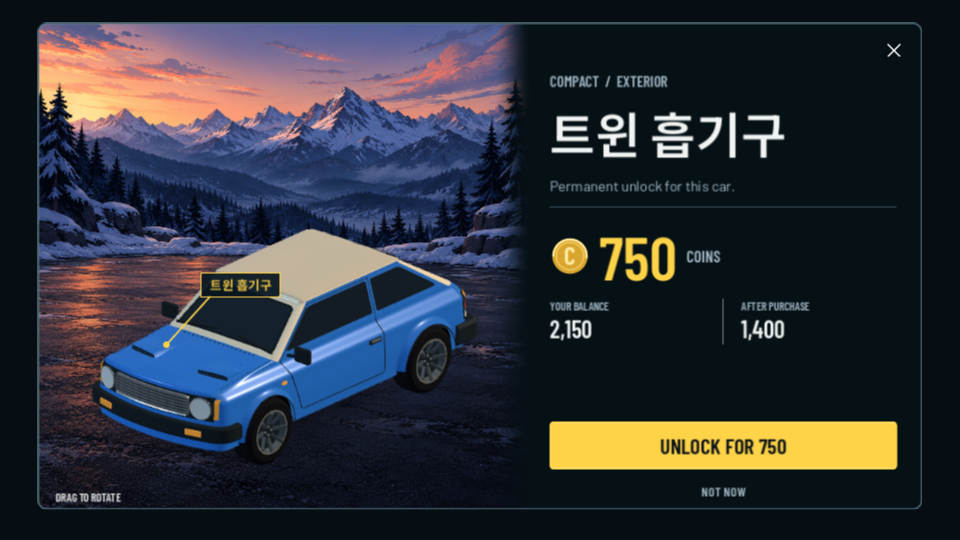 COMPACT / EXTERIOR
트윈 흡기구
Permanent unlock for this car.
C 750 COINS
YOUR BALANCE
2,150
AFTER PURCHASE
1,400
UNLOCK FOR 750
NOT NOW
트윈 흡기구
DRAG TO ROTATE